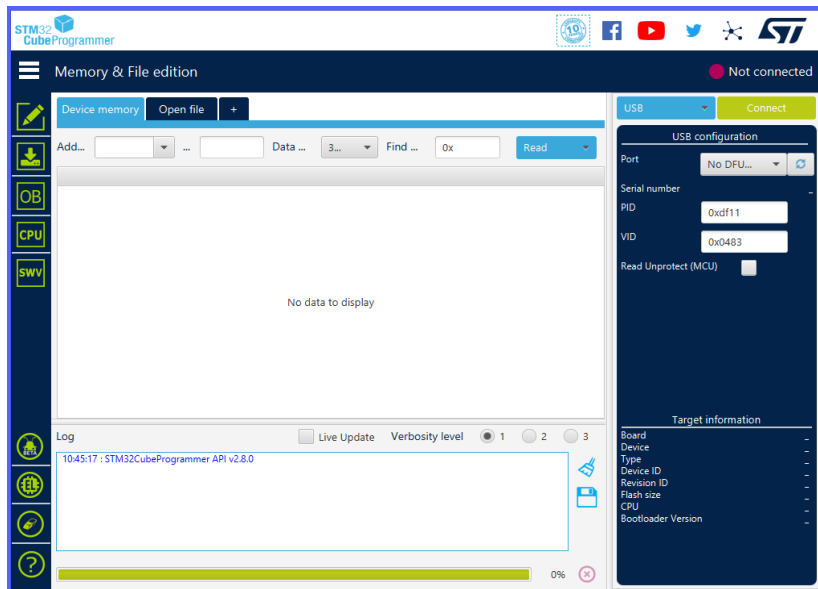 STM32
CubeProgrammer
10
Memory & File edition
Not connected
Device memory
Open file
+
Add...
...
Data ...
3...
Find ...
0x
Read
No data to display
Log
Live Update
Verbosity level
1
2
3
10:45:17 : STM32CubeProgrammer API v2.8.0
0%
OB
CPU
SWV
BETA
?
USB
Connect
USB configuration
Port
No DFU...
Serial number
-
PID
0xdf11
VID
0x0483
Read Unprotect (MCU)
Target information
Board -
Device -
Type -
Device ID -
Revision ID -
Flash size -
CPU -
Bootloader Version -